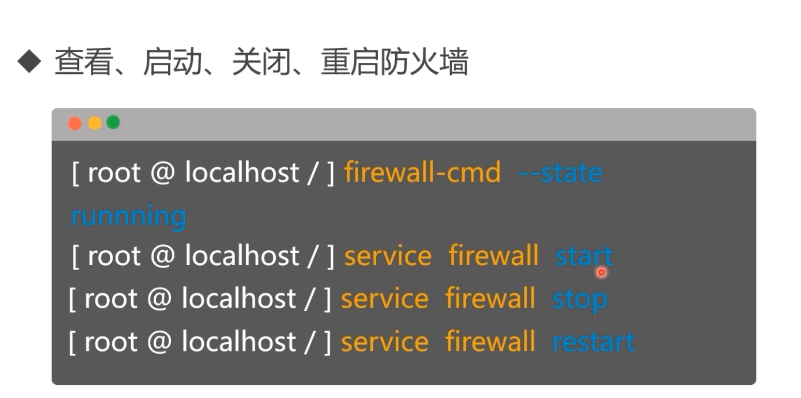 ◆ 查看、启动、关闭、重启防火墙
[ root @ localhost / ] firewall-cmd --state
runnning
[ root @ localhost / ] service firewall start
[ root @ localhost / ] service firewall stop
[ root @ localhost / ] service firewall restart